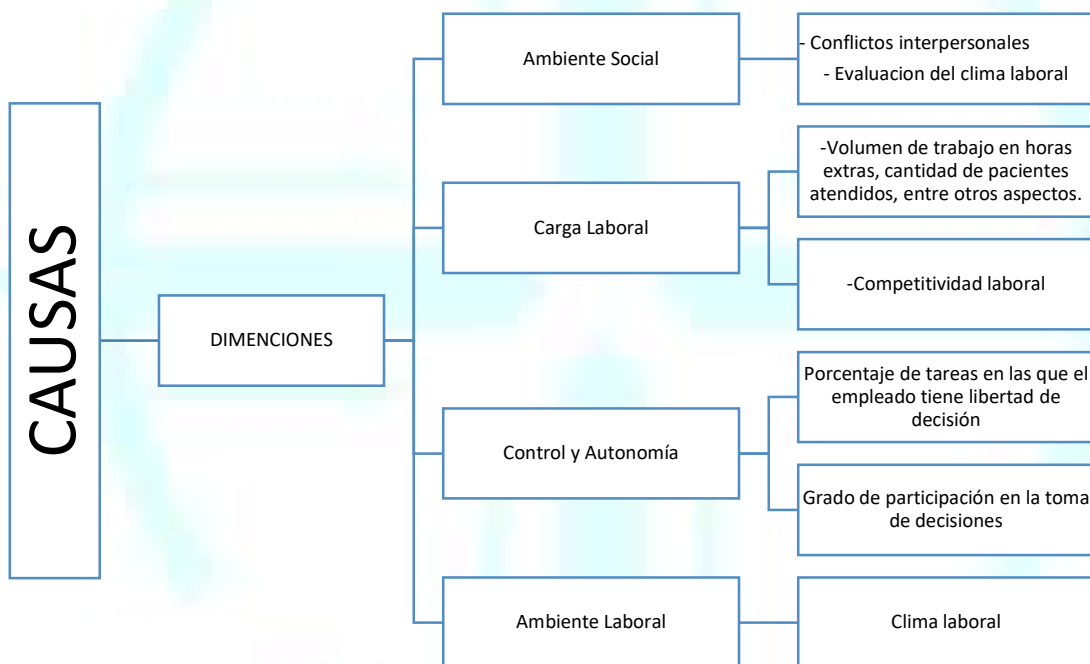 CAUSAS
DIMENCIONES
Ambiente Social
- Conflictos interpersonales
- Evaluacion del clima laboral
Carga Laboral
-Volumen de trabajo en horas
extras, cantidad de pacientes
atendidos, entre otros aspectos.
-Competitividad laboral
Control y Autonomía
Porcentaje de tareas en las que el
empleado tiene libertad de
decisión
Grado de participación en la toma
de decisiones
Ambiente Laboral
Clima laboral